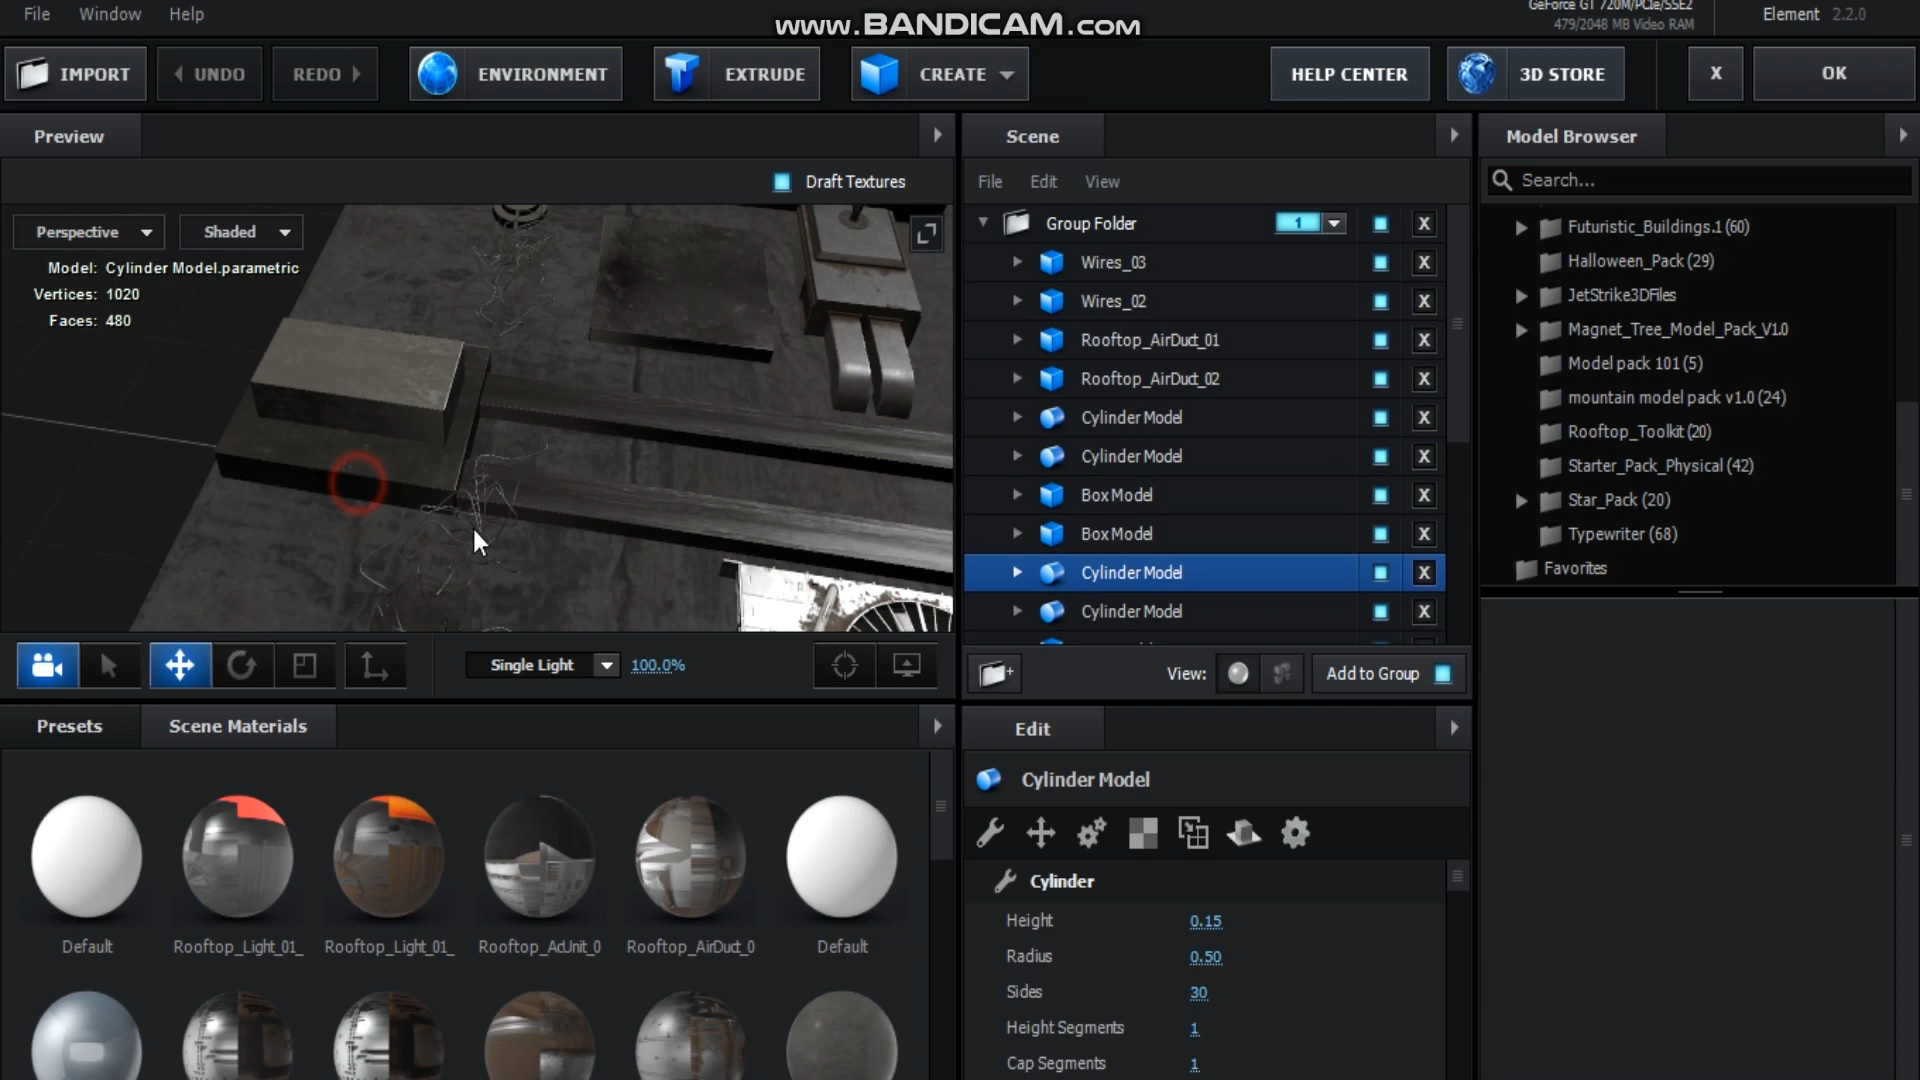 File Window Help
www.BANDICAM.com
GeForce GT 720M/PCIe/SSE2
479/2048 MB Video RAM
Element 2.2.0
IMPORT UNDO REDO ENVIRONMENT EXTRUDE CREATE HELP CENTER 3D STORE X OK
Preview
Draft Textures
Perspective Shaded
Model: Cylinder Model.parametric
Vertices: 1020
Faces: 480
Single Light 100.0%
Scene
File Edit View
Group Folder 1 X
Wires_03 X
Wires_02 X
Rooftop_AirDuct_01 X
Rooftop_AirDuct_02 X
Cylinder Model X
Cylinder Model X
Box Model X
Box Model X
Cylinder Model X
Cylinder Model X
View: Add to Group
Model Browser
Search...
Futuristic_Buildings.1 (60)
Halloween_Pack (29)
JetStrike3DFiles
Magnet_Tree_Model_Pack_V1.0
Model pack 101 (5)
mountain model pack v1.0 (24)
Rooftop_Toolkit (20)
Starter_Pack_Physical (42)
Star_Pack (20)
Typewriter (68)
Favorites
Presets Scene Materials
Default Rooftop_Light_01_ Rooftop_Light_01_ Rooftop_AcUnit_0 Rooftop_AirDuct_0 Default
Edit
Cylinder Model
Cylinder
Height 0.15
Radius 0.50
Sides 30
Height Segments 1
Cap Segments 1